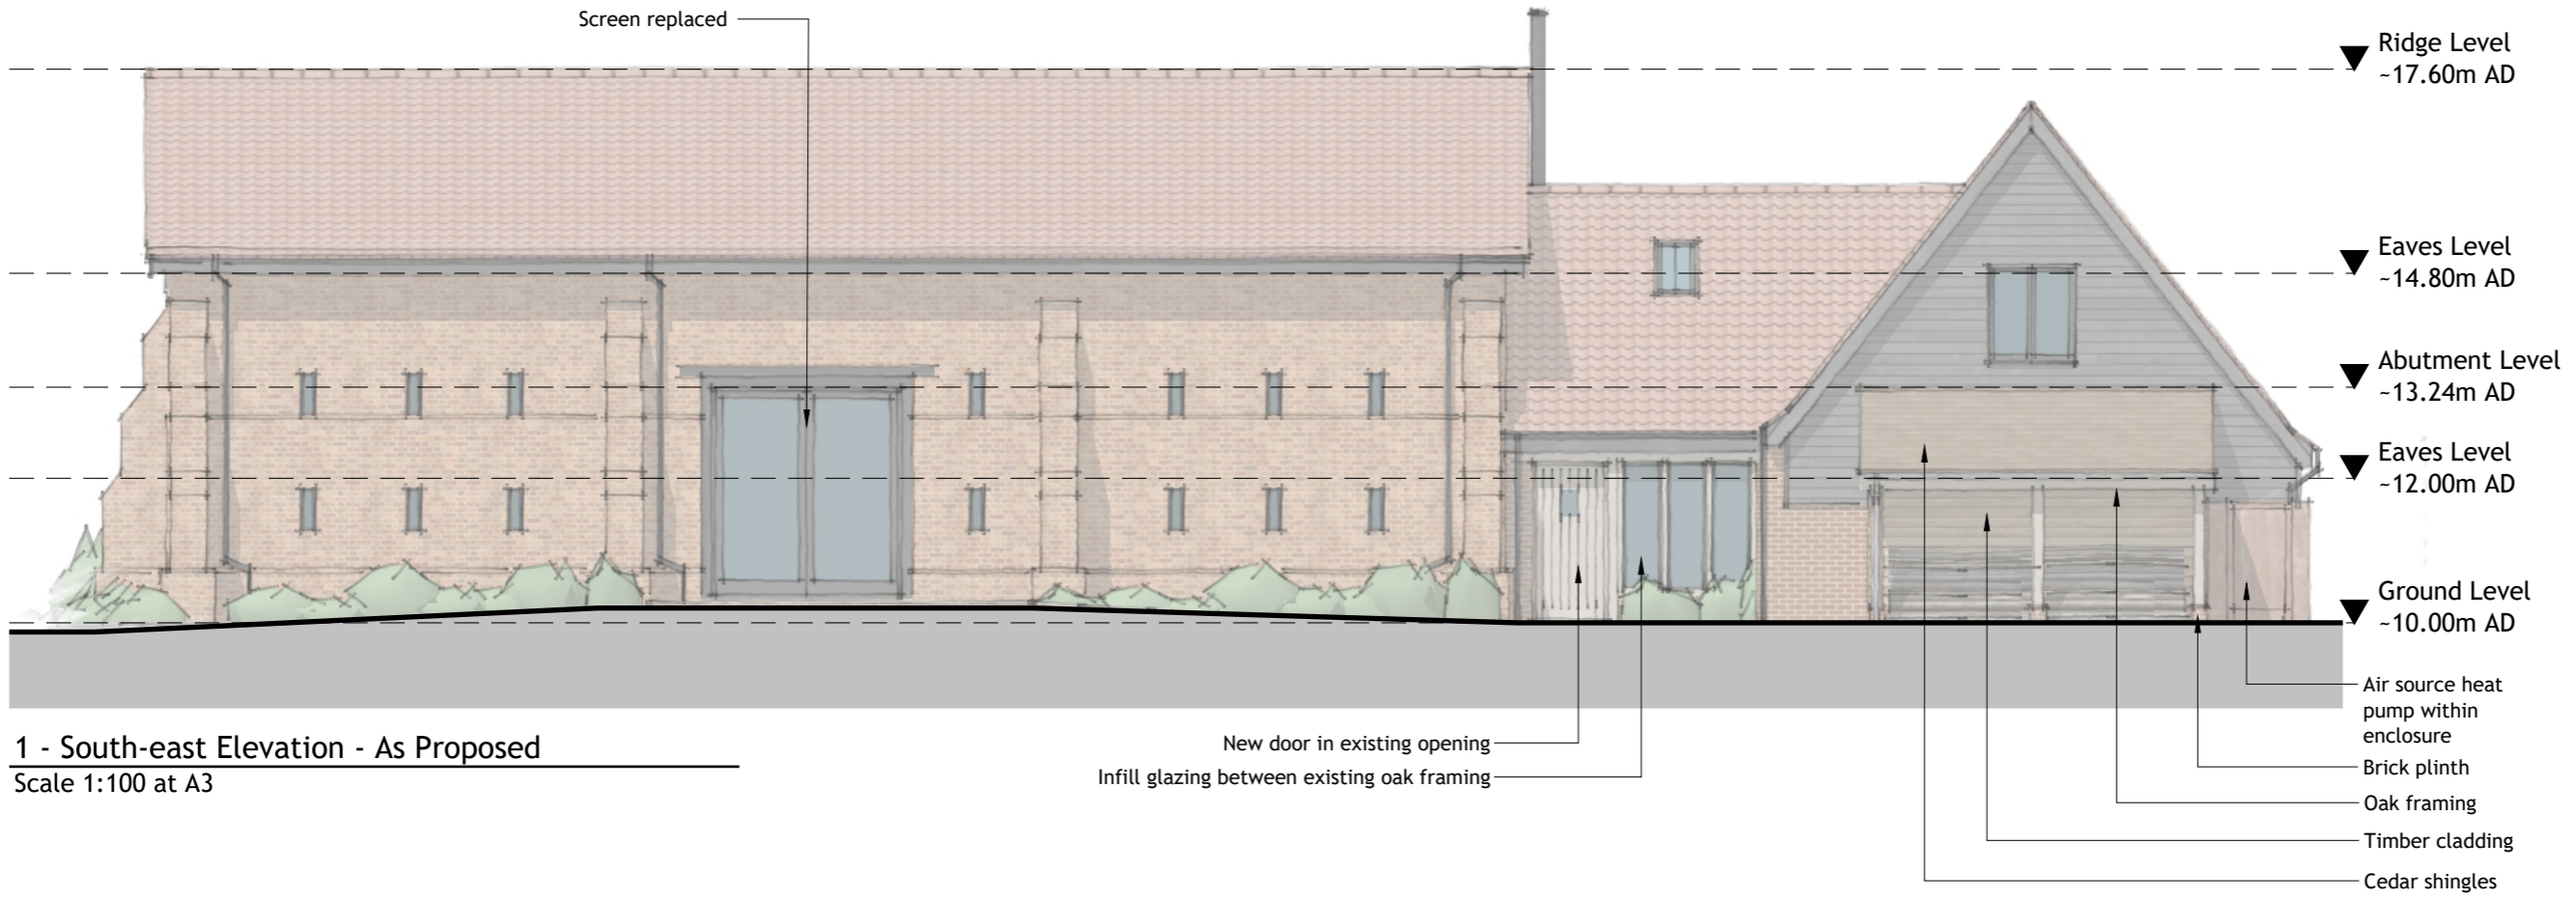 Screen replaced
Ridge Level
~17.60m AD
Eaves Level
~14.80m AD
Abutment Level
~13.24m AD
Eaves Level
~12.00m AD
Ground Level
~10.00m AD
Air source heat
pump within
enclosure
Brick plinth
Oak framing
Timber cladding
Cedar shingles
New door in existing opening
Infill glazing between existing oak framing
1 - South-east Elevation - As Proposed
Scale 1:100 at A3